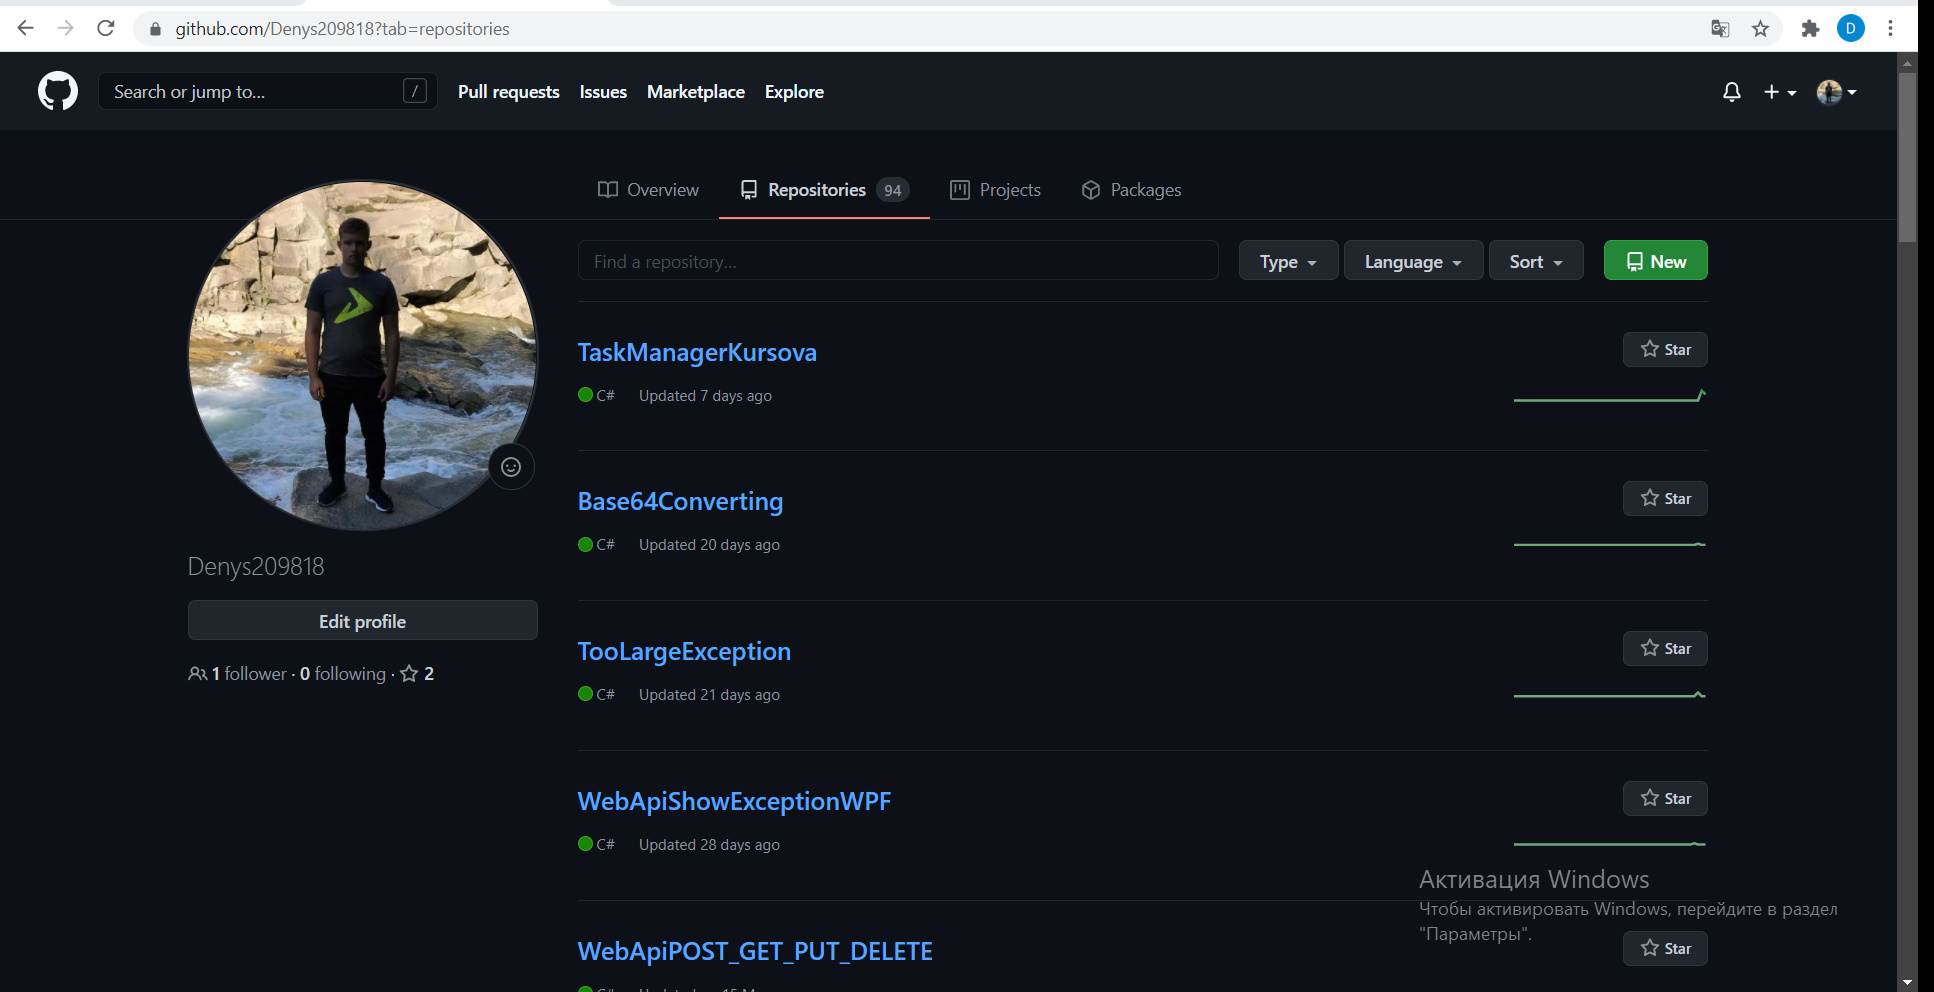 github.com/Denys209818?tab=repositories
D
Search or jump to...
/
Pull requests
Issues
Marketplace
Explore
Overview
Repositories 94
Projects
Packages
Find a repository...
Type
Language
Sort
New
TaskManagerKursova
Star
C#
Updated 7 days ago
Base64Converting
Star
C#
Updated 20 days ago
Denys209818
Edit profile
1 follower · 0 following · 2
TooLargeException
Star
C#
Updated 21 days ago
WebApiShowExceptionWPF
Star
C#
Updated 28 days ago
Активация Windows
Чтобы активировать Windows, перейдите в раздел
"Параметры".
WebApiPOST_GET_PUT_DELETE
Star